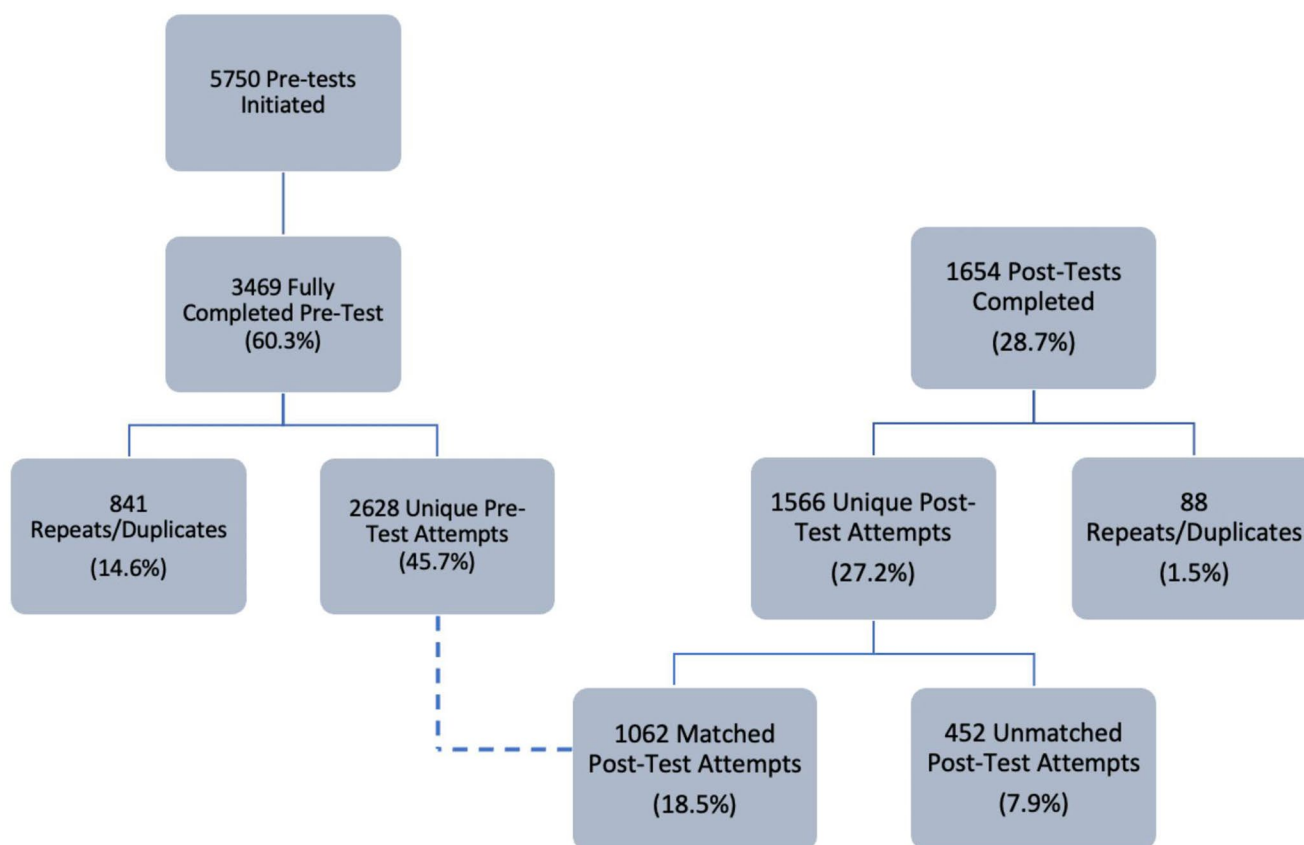 5750 Pre-tests
Initiated
3469 Fully
Completed Pre-Test
(60.3%)
1654 Post-Tests
Completed
(28.7%)
841
Repeats/Duplicates
(14.6%)
2628 Unique Pre-
Test Attempts
(45.7%)
1566 Unique Post-
Test Attempts
(27.2%)
88
Repeats/Duplicates
(1.5%)
1062 Matched
Post-Test Attempts
(18.5%)
452 Unmatched
Post-Test Attempts
(7.9%)